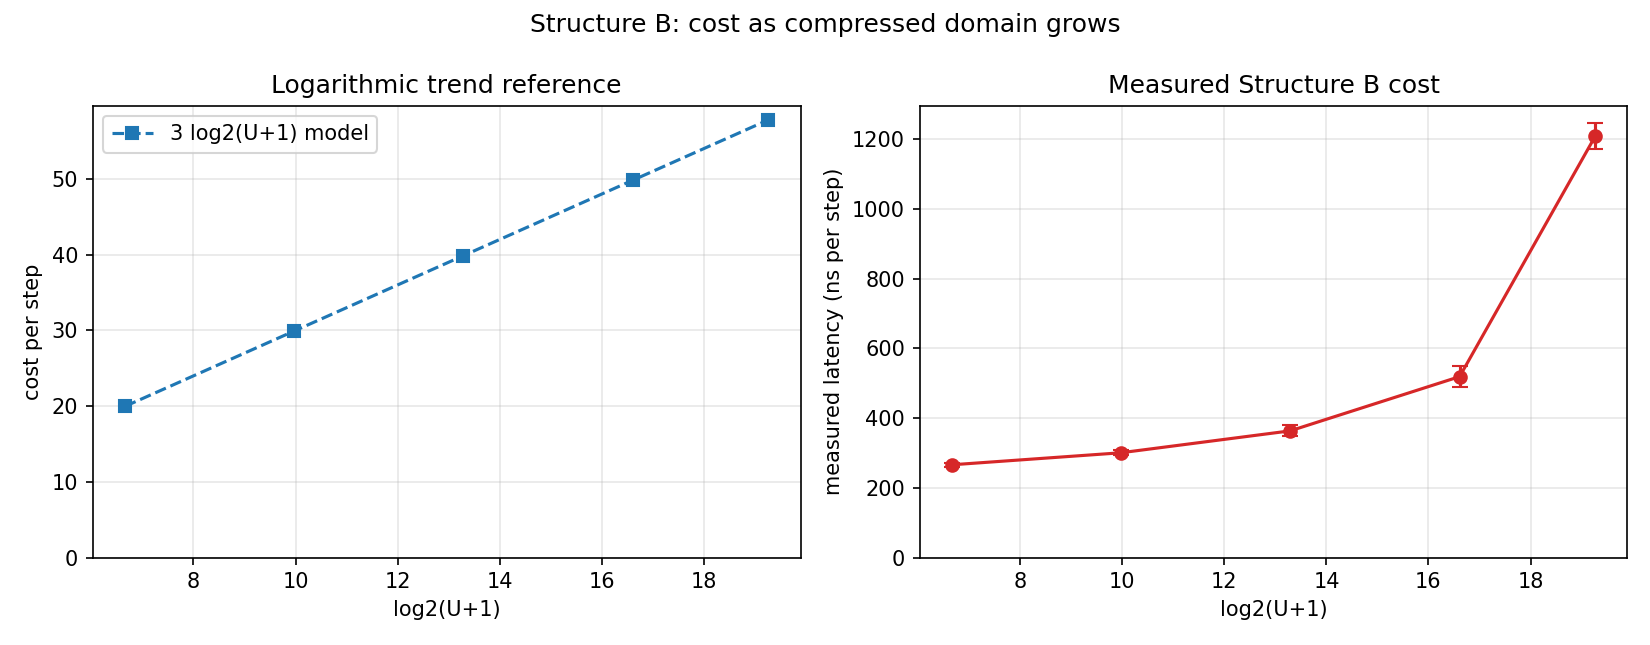 Structure B: cost as compressed domain grows
Logarithmic trend reference
3 log2(U+1) model
cost per step
50
40
30
20
10
0
8 10 12 14 16 18
log2(U+1)
Measured Structure B cost
measured latency (ns per step)
1200
1000
800
600
400
200
0
8 10 12 14 16 18
log2(U+1)